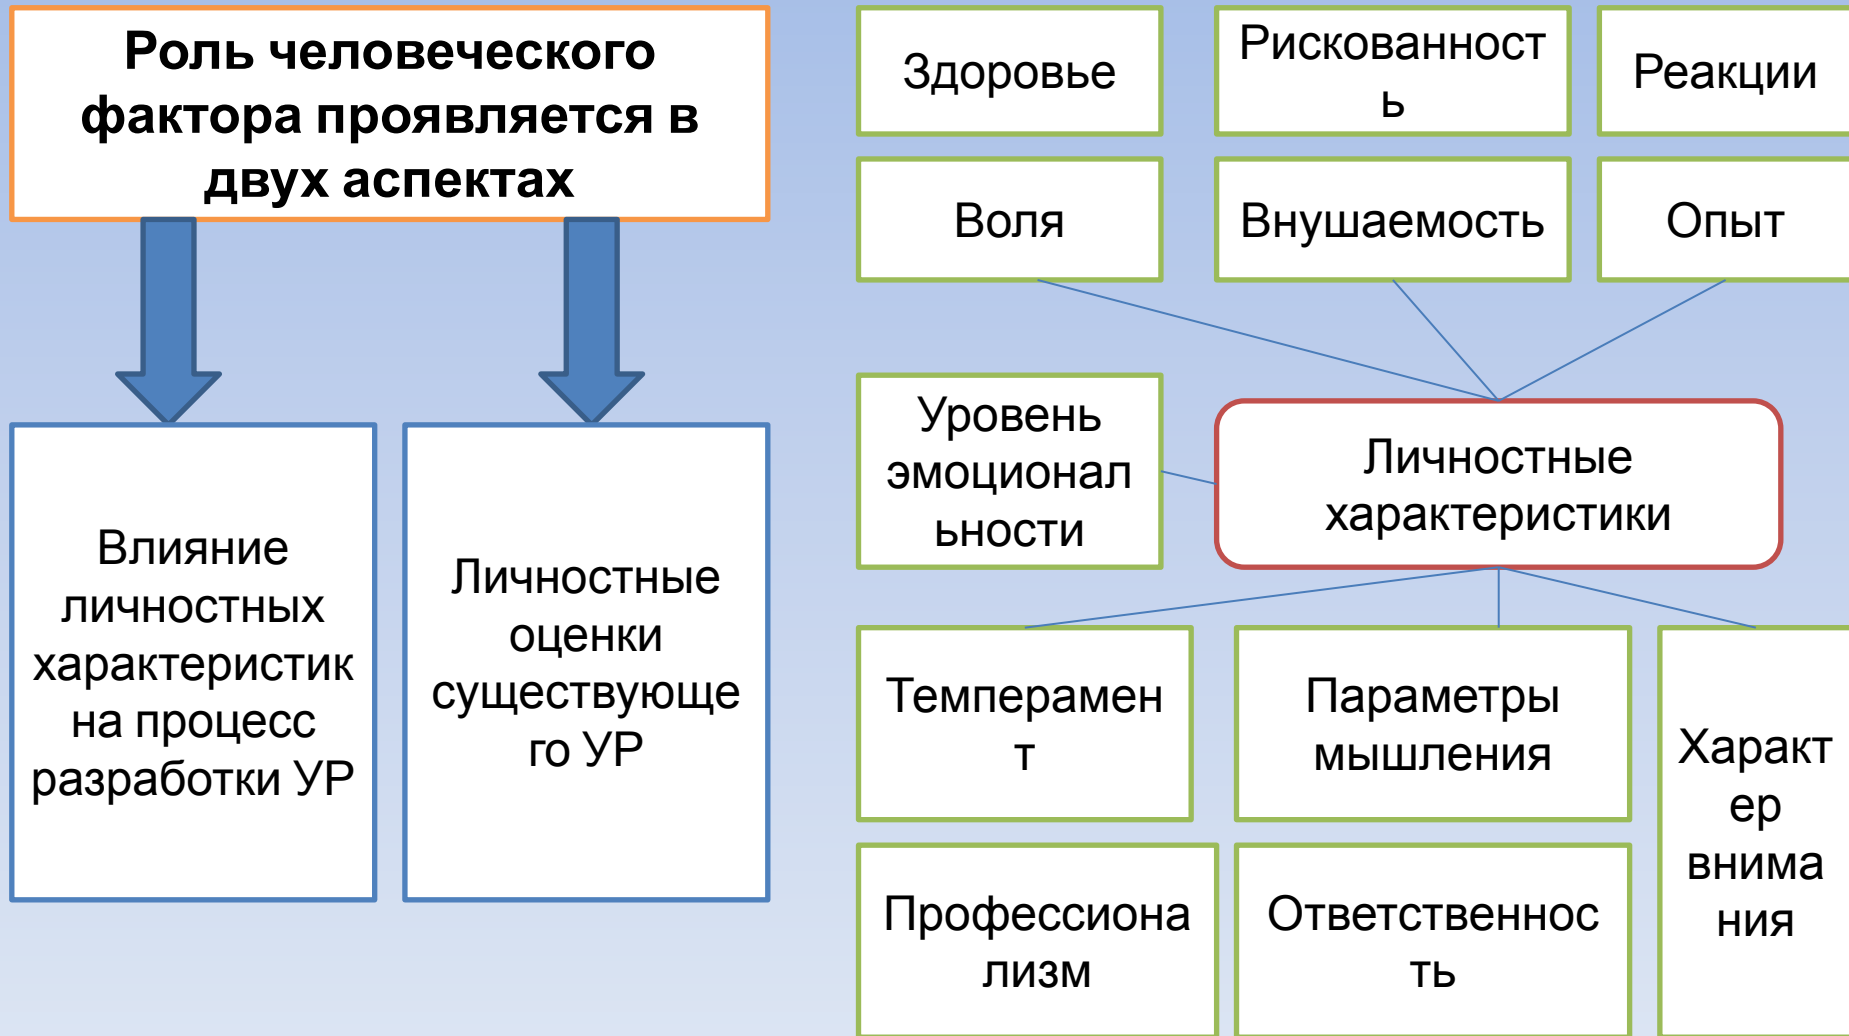 Роль человеческого
фактора проявляется в
двух аспектах
Влияние
личностных
характеристик
на процесс
разработки УР
Личностные
оценки
существующе
го УР
Здоровье
Рискованност
ь
Реакции
Воля
Внушаемость
Опыт
Уровень
эмоционал
ьности
Личностные
характеристики
Темперамен
т
Параметры
мышления
Характ
ер
внима
ния
Профессиона
лизм
Ответственнос
ть